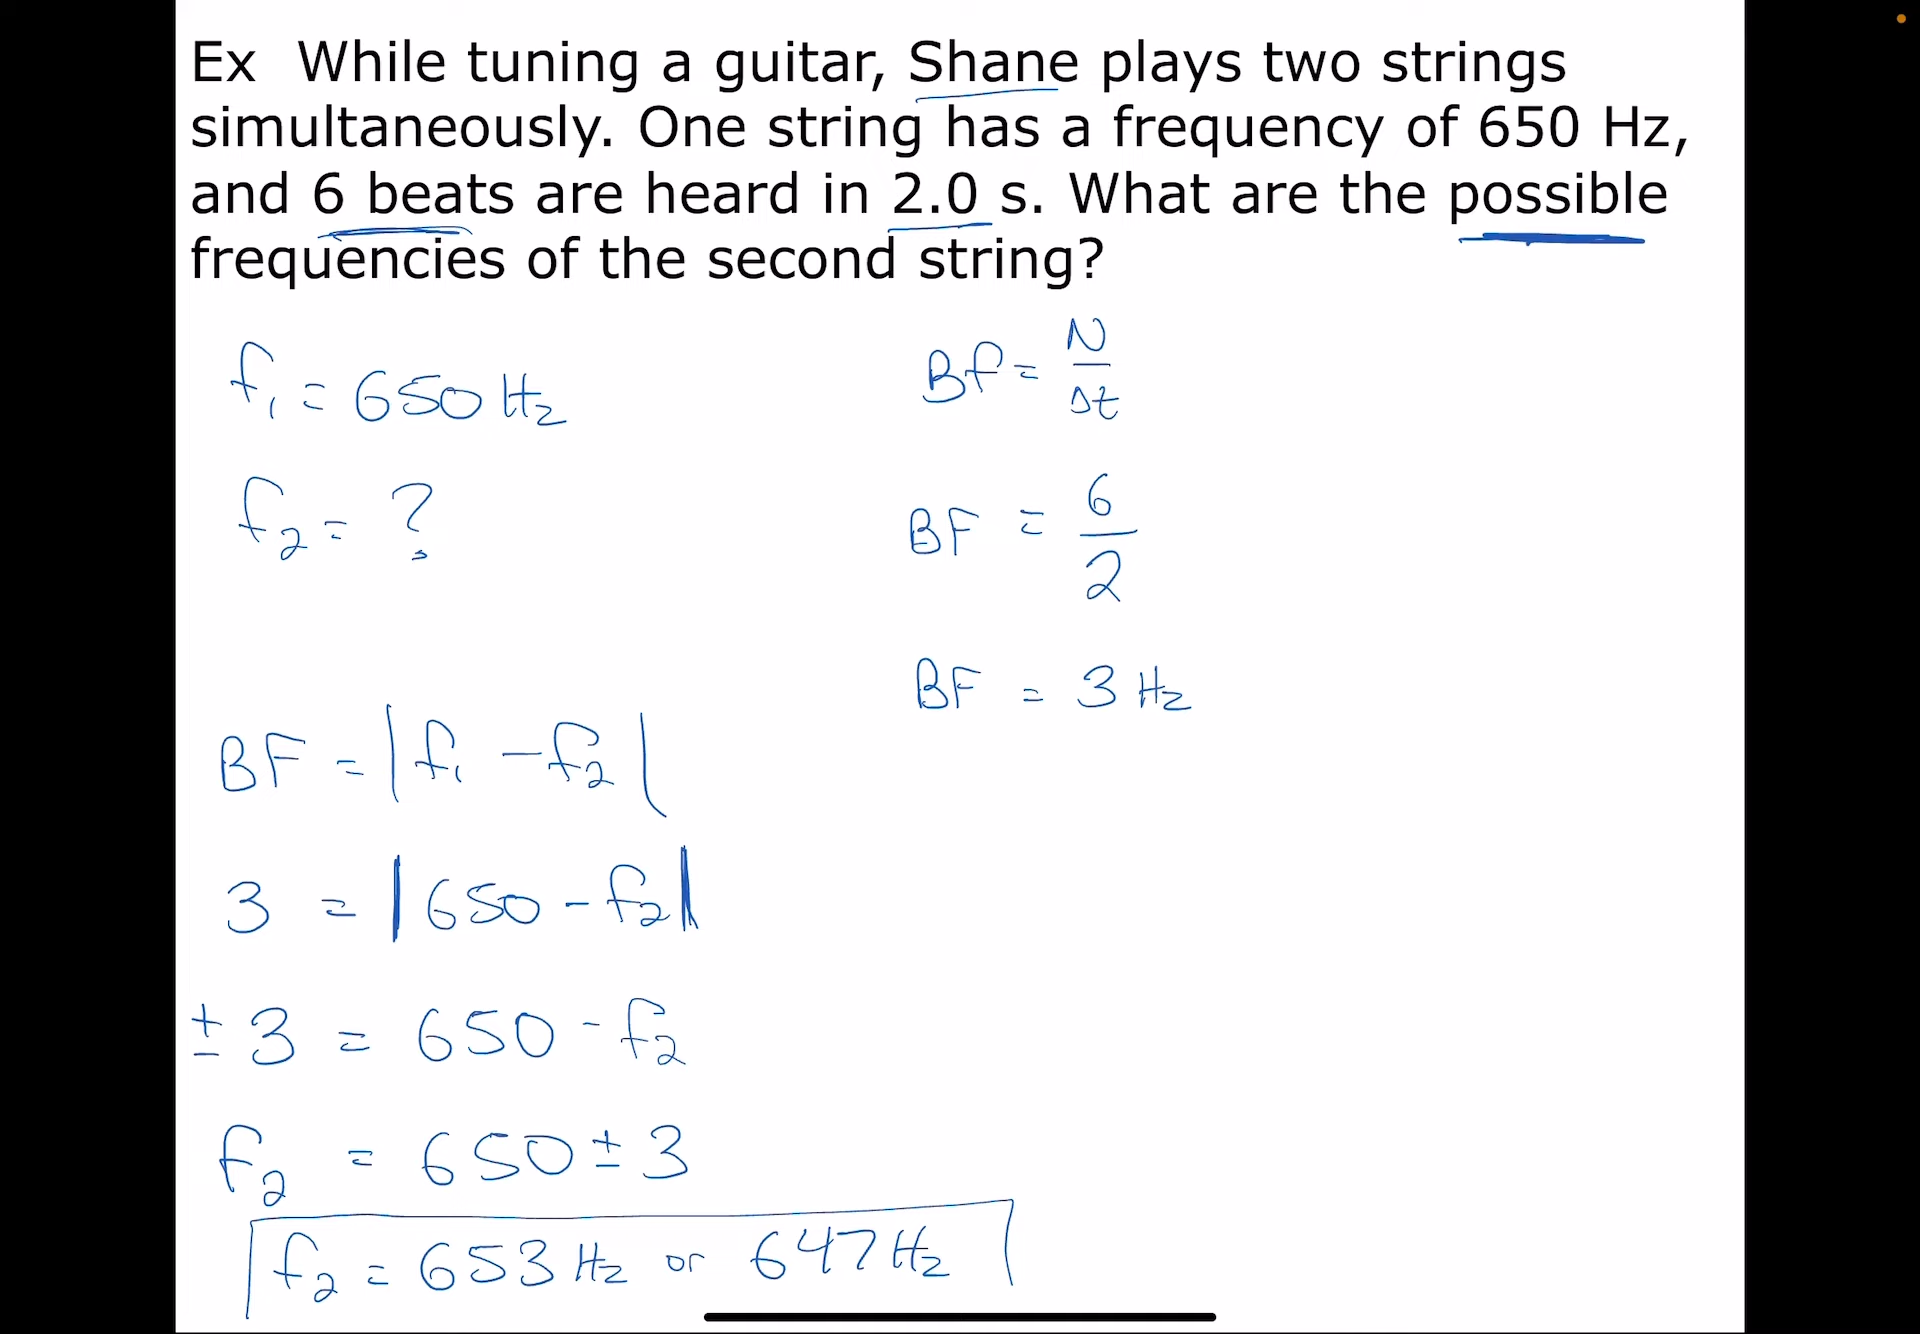 Ex While tuning a guitar, Shane plays two strings
simultaneously. One string has a frequency of 650 Hz,
and 6 beats are heard in 2.0 s. What are the possible
frequencies of the second string?
f₁ = 650 Hz
f₂ = ?
Bf = N/Δt
BF = 6/2
BF = 3 Hz
BF = |f₁ - f₂|
3 = |650 - f₂|
± 3 = 650 - f₂
f₂ = 650 ± 3
f₂ = 653 Hz or 647 Hz